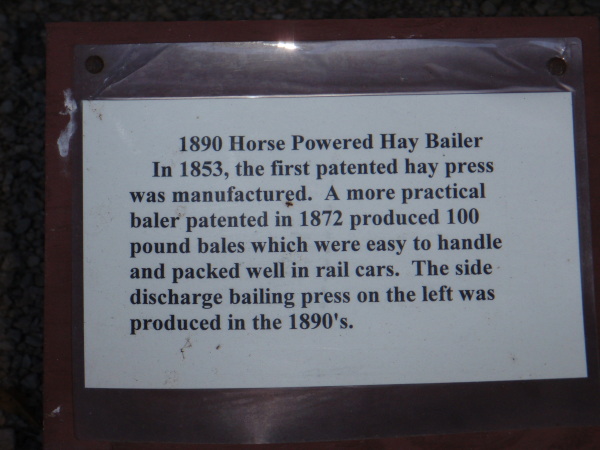 1890 Horse Powered Hay Bailer
In 1853, the first patented hay press
was manufactured. A more practical
baler patented in 1872 produced 100
pound bales which were easy to handle
and packed well in rail cars. The side
discharge bailing press on the left was
produced in the 1890's.